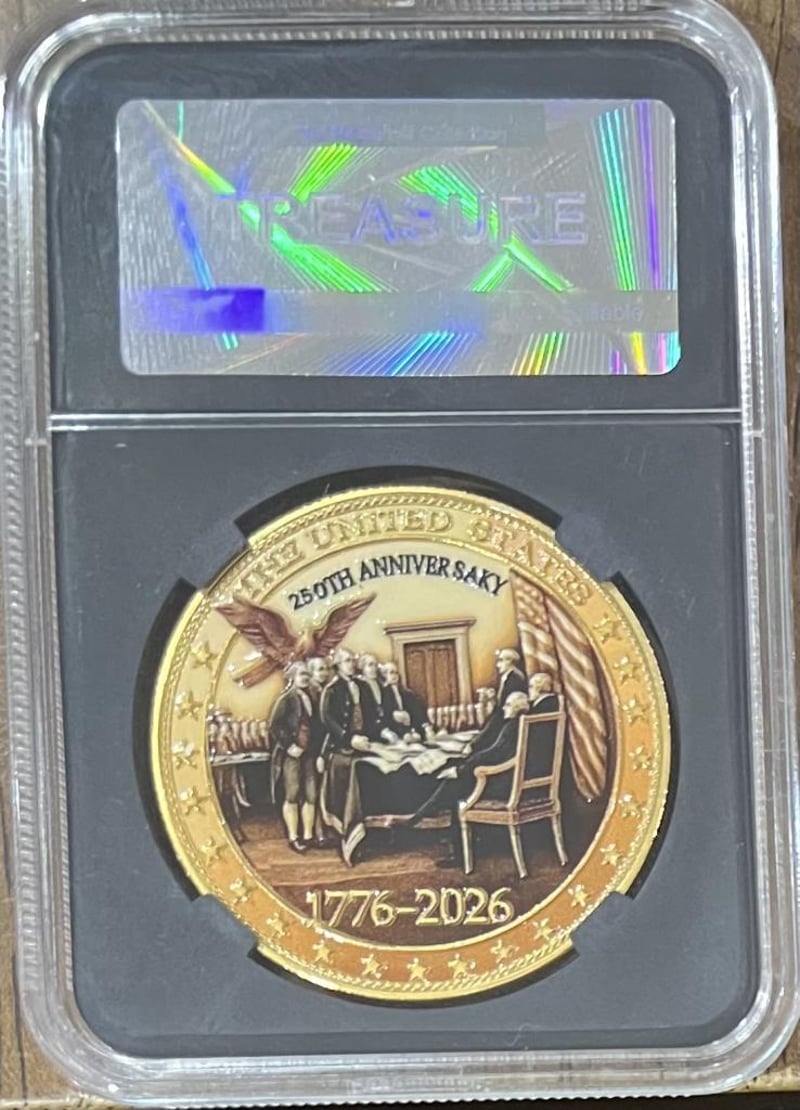 TREASURE
THE UNITED STATES
250TH ANNIVERSAKY
1776-2026